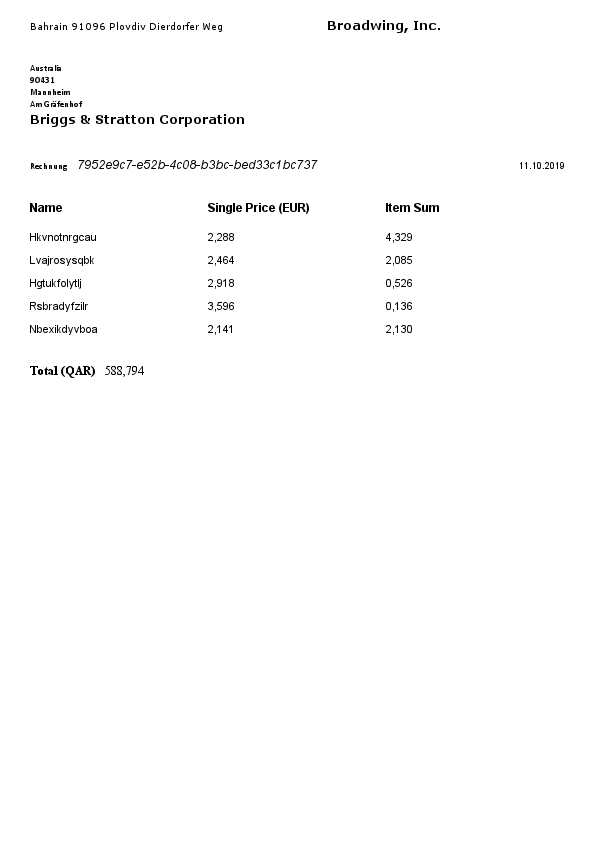 Bahrain 91096 Plovdiv Dierdorfer Weg Broadwing, Inc.
Australia
90431
Mannheim
Am Gräfenhof
Briggs & Stratton Corporation
Rechnung 7952e9c7-e52b-4c08-b3bc-bed33c1bc737 11.10.2019
Name Single Price (EUR) Item Sum
Hkvnotnrgcau 2,288 4,329
Lvajrosysqbk 2,464 2,085
Hgtukfolytlj 2,918 0,526
Rsbradyfzilr 3,596 0,136
Nbexikdyvboa 2,141 2,130
Total (QAR) 588,794